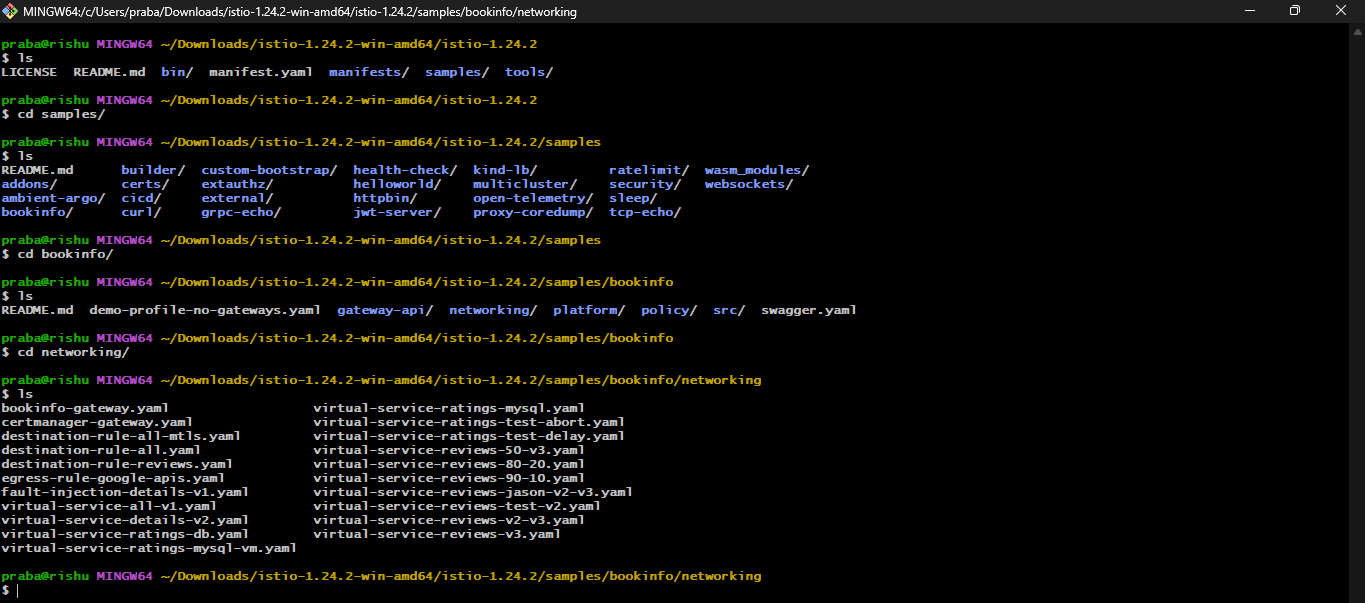 MINGW64:/c/Users/praba/Downloads/istio-1.24.2-win-amd64/istio-1.24.2/samples/bookinfo/networking
praba@rishu MINGW64 ~/Downloads/istio-1.24.2-win-amd64/istio-1.24.2
$ ls
LICENSE  README.md  bin/  manifest.yaml  manifests/  samples/  tools/
praba@rishu MINGW64 ~/Downloads/istio-1.24.2-win-amd64/istio-1.24.2
$ cd samples/
praba@rishu MINGW64 ~/Downloads/istio-1.24.2-win-amd64/istio-1.24.2/samples
$ ls
README.md      builder/  custom-bootstrap/  health-check/  kind-lb/         ratelimit/  wasm_modules/
addons/        certs/    extauthz/          helloworld/    multicluster/    security/   websockets/
ambient-argo/  cicd/     external/          httpbin/       open-telemetry/  sleep/
bookinfo/      curl/     grpc-echo/         jwt-server/    proxy-coredump/  tcp-echo/
praba@rishu MINGW64 ~/Downloads/istio-1.24.2-win-amd64/istio-1.24.2/samples
$ cd bookinfo/
praba@rishu MINGW64 ~/Downloads/istio-1.24.2-win-amd64/istio-1.24.2/samples/bookinfo
$ ls
README.md  demo-profile-no-gateways.yaml  gateway-api/  networking/  platform/  policy/  src/  swagger.yaml
praba@rishu MINGW64 ~/Downloads/istio-1.24.2-win-amd64/istio-1.24.2/samples/bookinfo
$ cd networking/
praba@rishu MINGW64 ~/Downloads/istio-1.24.2-win-amd64/istio-1.24.2/samples/bookinfo/networking
$ ls
bookinfo-gateway.yaml                  virtual-service-ratings-mysql.yaml
certmanager-gateway.yaml               virtual-service-ratings-test-abort.yaml
destination-rule-all-mtls.yaml         virtual-service-ratings-test-delay.yaml
destination-rule-all.yaml              virtual-service-reviews-50-v3.yaml
destination-rule-reviews.yaml          virtual-service-reviews-80-20.yaml
egress-rule-google-apis.yaml           virtual-service-reviews-90-10.yaml
fault-injection-details-v1.yaml        virtual-service-reviews-jason-v2-v3.yaml
virtual-service-all-v1.yaml            virtual-service-reviews-test-v2.yaml
virtual-service-details-v2.yaml        virtual-service-reviews-v2-v3.yaml
virtual-service-ratings-db.yaml        virtual-service-reviews-v3.yaml
virtual-service-ratings-mysql-vm.yaml
praba@rishu MINGW64 ~/Downloads/istio-1.24.2-win-amd64/istio-1.24.2/samples/bookinfo/networking
$